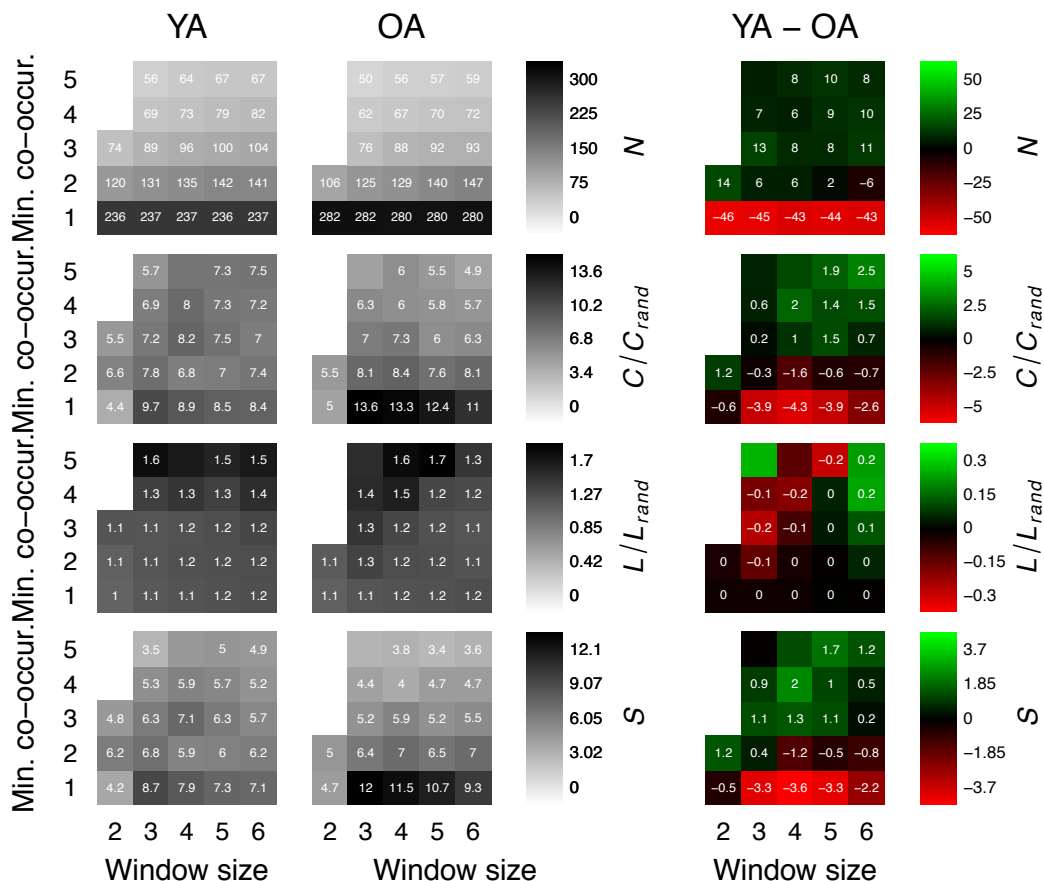 YA OA YA − OA
5 56 64 67 67 50 56 57 59 300 8 10 8 50
4 69 73 79 82 62 67 70 72 225 7 6 9 10 25
3 74 89 96 100 104 76 88 92 93 150 13 8 8 11 0
2 120 131 135 142 141 106 125 129 140 147 75 14 6 6 2 −6 −25
1 236 237 237 236 237 282 282 280 280 280 0 −46 −45 −43 −44 −43 −50
Min. co−occur.
N
N
5 5.7 7.3 7.5 6 5.5 4.9 13.6 1.9 2.5 5
4 6.9 8 7.3 7.2 6.3 6 5.8 5.7 10.2 0.6 2 1.4 1.5 2.5
3 5.5 7.2 8.2 7.5 7 7 7.3 6 6.3 6.8 0.2 1 1.5 0.7 0
2 6.6 7.8 6.8 7 7.4 5.5 8.1 8.4 7.6 8.1 3.4 1.2 −0.3 −1.6 −0.6 −0.7 −2.5
1 4.4 9.7 8.9 8.5 8.4 5 13.6 13.3 12.4 11 0 −0.6 −3.9 −4.3 −3.9 −2.6 −5
Min. co−occur.
C/Crand
C/Crand
5 1.6 1.5 1.5 1.6 1.7 1.3 1.7 −0.2 0.2 0.3
4 1.3 1.3 1.3 1.4 1.4 1.5 1.2 1.2 1.27 −0.1 −0.2 0 0.2 0.15
3 1.1 1.1 1.2 1.2 1.2 1.3 1.2 1.2 1.1 0.85 −0.2 −0.1 0 0.1 0
2 1.1 1.1 1.2 1.2 1.2 1.1 1.3 1.2 1.2 1.2 0.42 0 −0.1 0 0 0 −0.15
1 1 1.1 1.1 1.2 1.2 1.1 1.1 1.2 1.2 1.2 0 0 0 0 0 0 −0.3
Min. co−occur.
L/Lrand
L/Lrand
5 3.5 5 4.9 3.8 3.4 3.6 12.1 1.7 1.2 3.7
4 5.3 5.9 5.7 5.2 4.4 4 4.7 4.7 9.07 0.9 2 1 0.5 1.85
3 4.8 6.3 7.1 6.3 5.7 5.2 5.9 5.2 5.5 6.05 1.1 1.3 1.1 0.2 0
2 6.2 6.8 5.9 6 6.2 5 6.4 7 6.5 7 3.02 1.2 0.4 −1.2 −0.5 −0.8 −1.85
1 4.2 8.7 7.9 7.3 7.1 4.7 12 11.5 10.7 9.3 0 −0.5 −3.3 −3.6 −3.3 −2.2 −3.7
Min. co−occur.
S
S
2 3 4 5 6 2 3 4 5 6 2 3 4 5 6
Window size Window size Window size